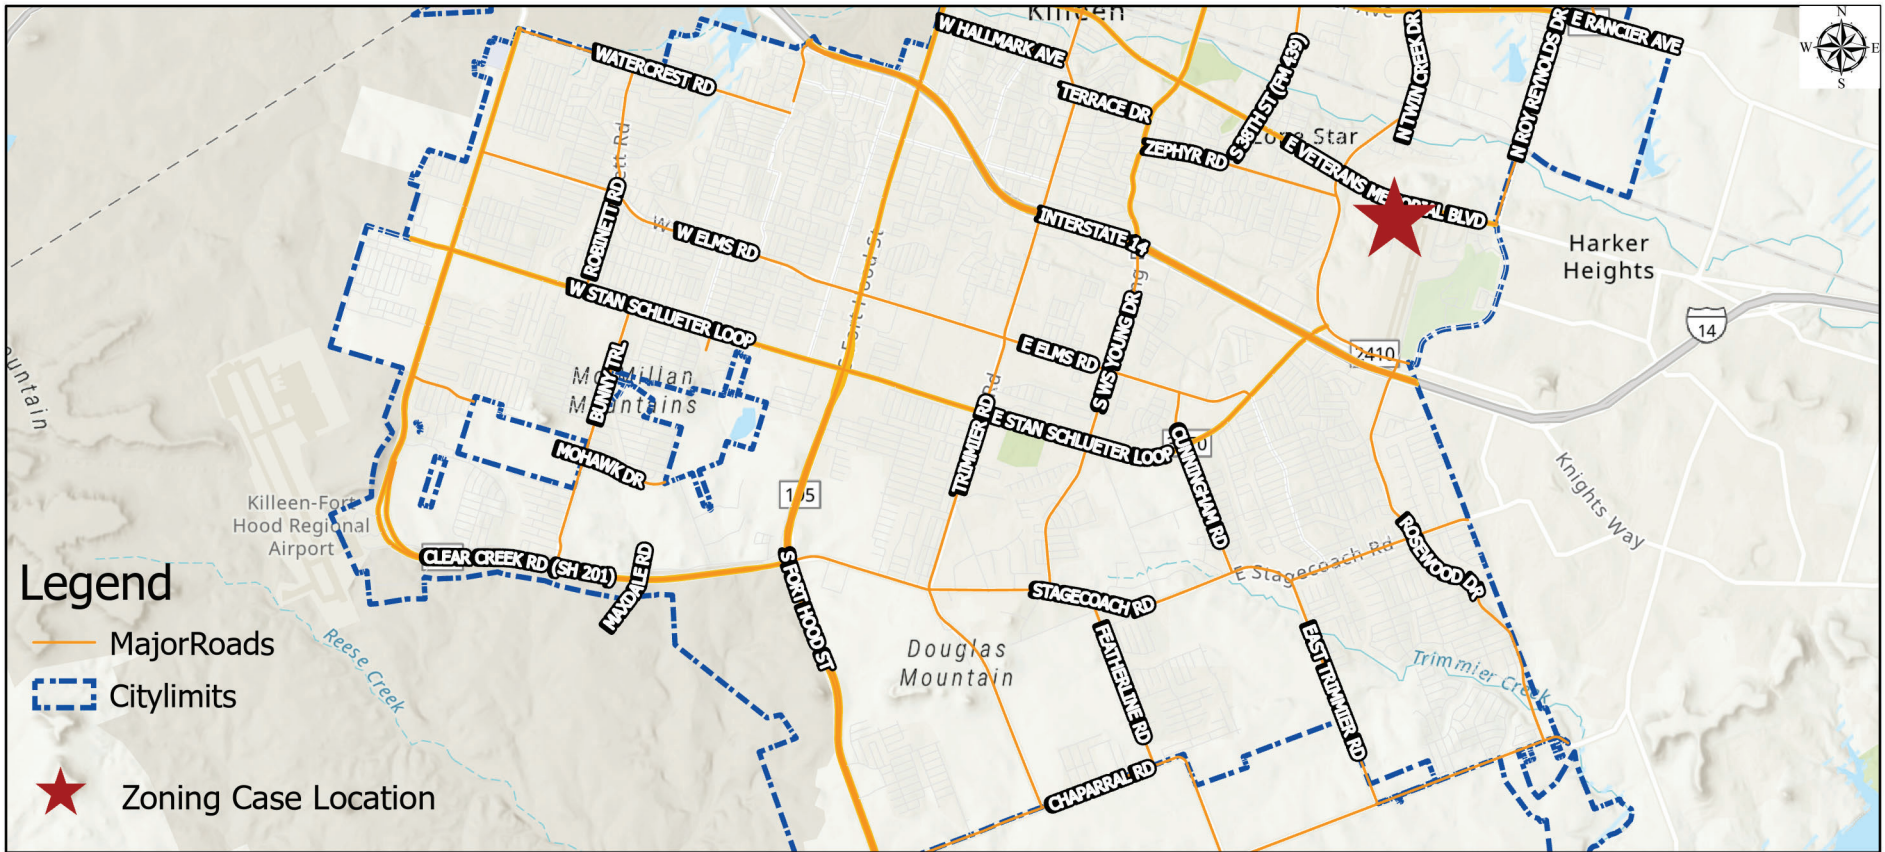 Killeen
N
W
E
S
W HALLMARK AVE
N TWIN CREEK DR
N ROY REYNOLDS DR
E RANCIER AVE
WATERCREST RD
TERRACE DR
S 38TH ST (FM 439)
ZEPHYR RD
Lone Star
E VETERANS MEMORIAL BLVD
ROBINETT RD
W ELMS RD
INTERSTATE 14
Harker
Heights
W STAN SCHLUETER LOOP
S Fort Hood St
S WS YOUNG DR
14
E ELMS RD
2410
BUNNY TRL
McMillan
Mountains
TRIMMIER RD
Rd
E STAN SCHLUETER LOOP
CUNNINGHAM RD
MOHAWK DR
Knights Way
195
Killeen-Fort
Hood Regional
Airport
CLEAR CREEK RD (SH 201)
MAXDALE RD
S FORT HOOD ST
ROSEWOOD DR
E Stagecoach Rd
STAGECOACH RD
Legend
MajorRoads
Citylimits
Zoning Case Location
Reese Creek
Douglas
Mountain
FEATHERLINE RD
EAST TRIMMIER RD
Trimmier Creek
CHAPARRAL RD